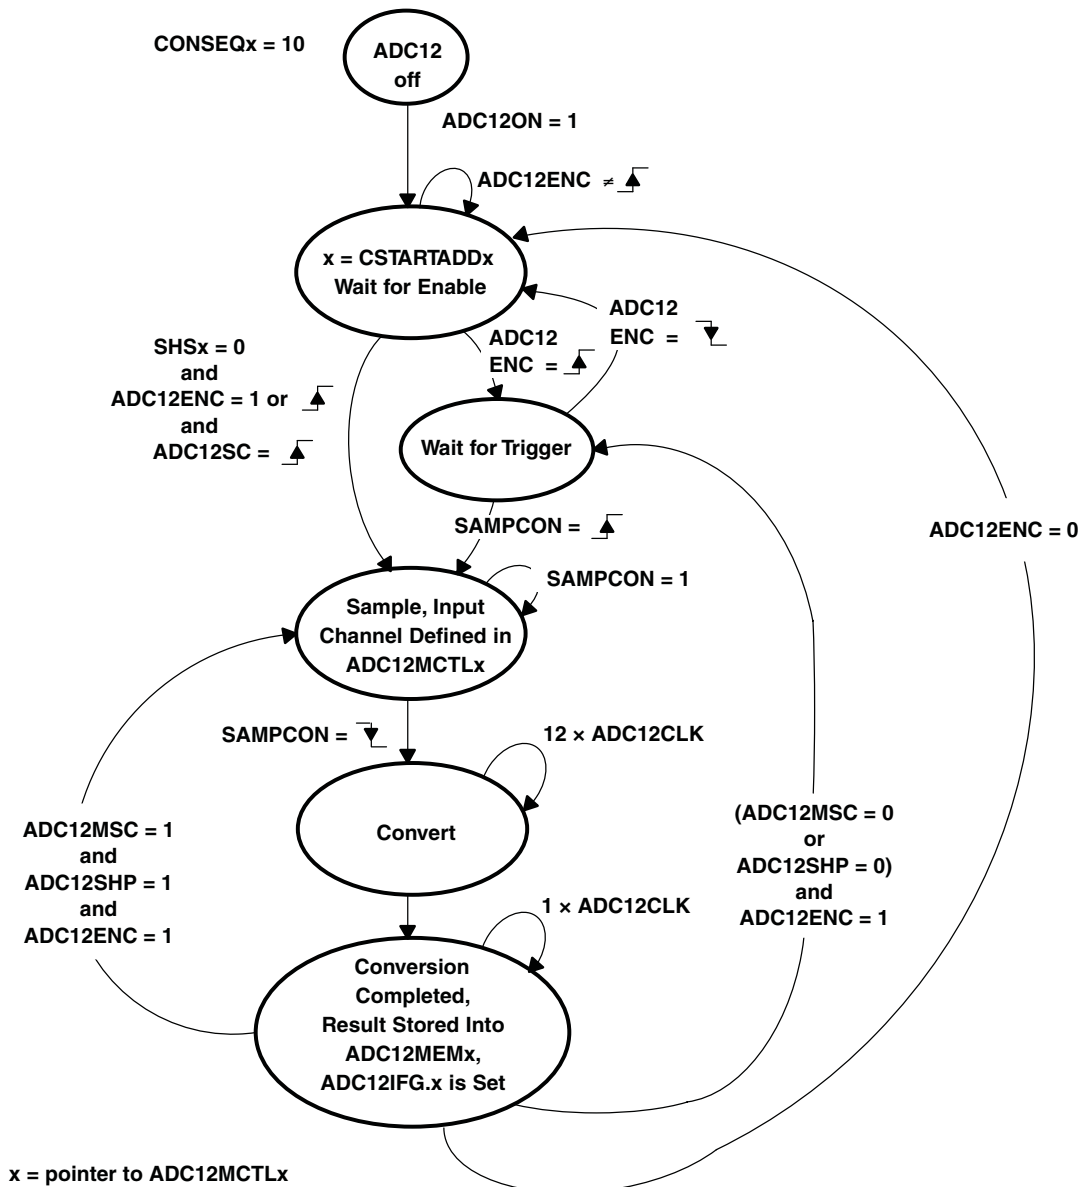 CONSEQx = 10
ADC12
off
ADC12ON = 1
ADC12ENC ≠
x = CSTARTADDx
Wait for Enable
ADC12
ENC =
ADC12
ENC =
SHSx = 0
and
ADC12ENC = 1 or
and
ADC12SC =
Wait for Trigger
SAMPCON =
ADC12ENC = 0
SAMPCON = 1
Sample, Input
Channel Defined in
ADC12MCTLx
SAMPCON =
12 × ADC12CLK
Convert
ADC12MSC = 1
and
ADC12SHP = 1
and
ADC12ENC = 1
(ADC12MSC = 0
or
ADC12SHP = 0)
and
ADC12ENC = 1
1 × ADC12CLK
Conversion
Completed,
Result Stored Into
ADC12MEMx,
ADC12IFG.x is Set
x = pointer to ADC12MCTLx